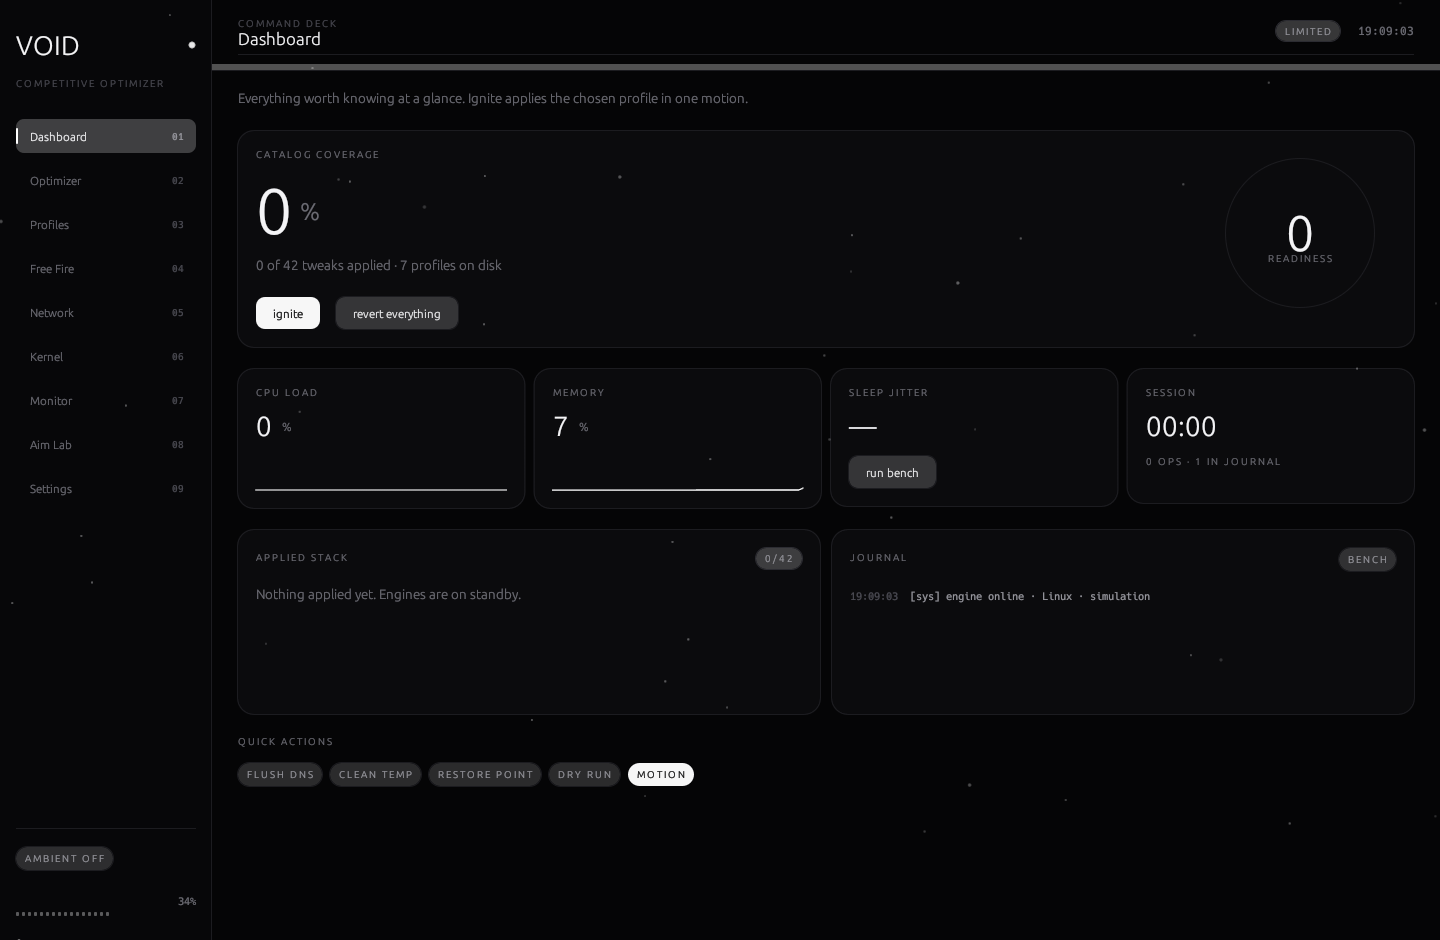 VOID
COMPETITIVE OPTIMIZER
Dashboard 01
Optimizer 02
Profiles 03
Free Fire 04
Network 05
Kernel 06
Monitor 07
Aim Lab 08
Settings 09
AMBIENT OFF
34%
COMMAND DECK
Dashboard
LIMITED 19:09:03
Everything worth knowing at a glance. Ignite applies the chosen profile in one motion.
CATALOG COVERAGE
0 %
0 of 42 tweaks applied · 7 profiles on disk
ignite revert everything
0
READINESS
CPU LOAD
0 %
MEMORY
7 %
SLEEP JITTER
—
run bench
SESSION
00:00
0 OPS · 1 IN JOURNAL
APPLIED STACK 0/42
Nothing applied yet. Engines are on standby.
JOURNAL BENCH
19:09:03 [sys] engine online · Linux · simulation
QUICK ACTIONS
FLUSH DNS CLEAN TEMP RESTORE POINT DRY RUN MOTION